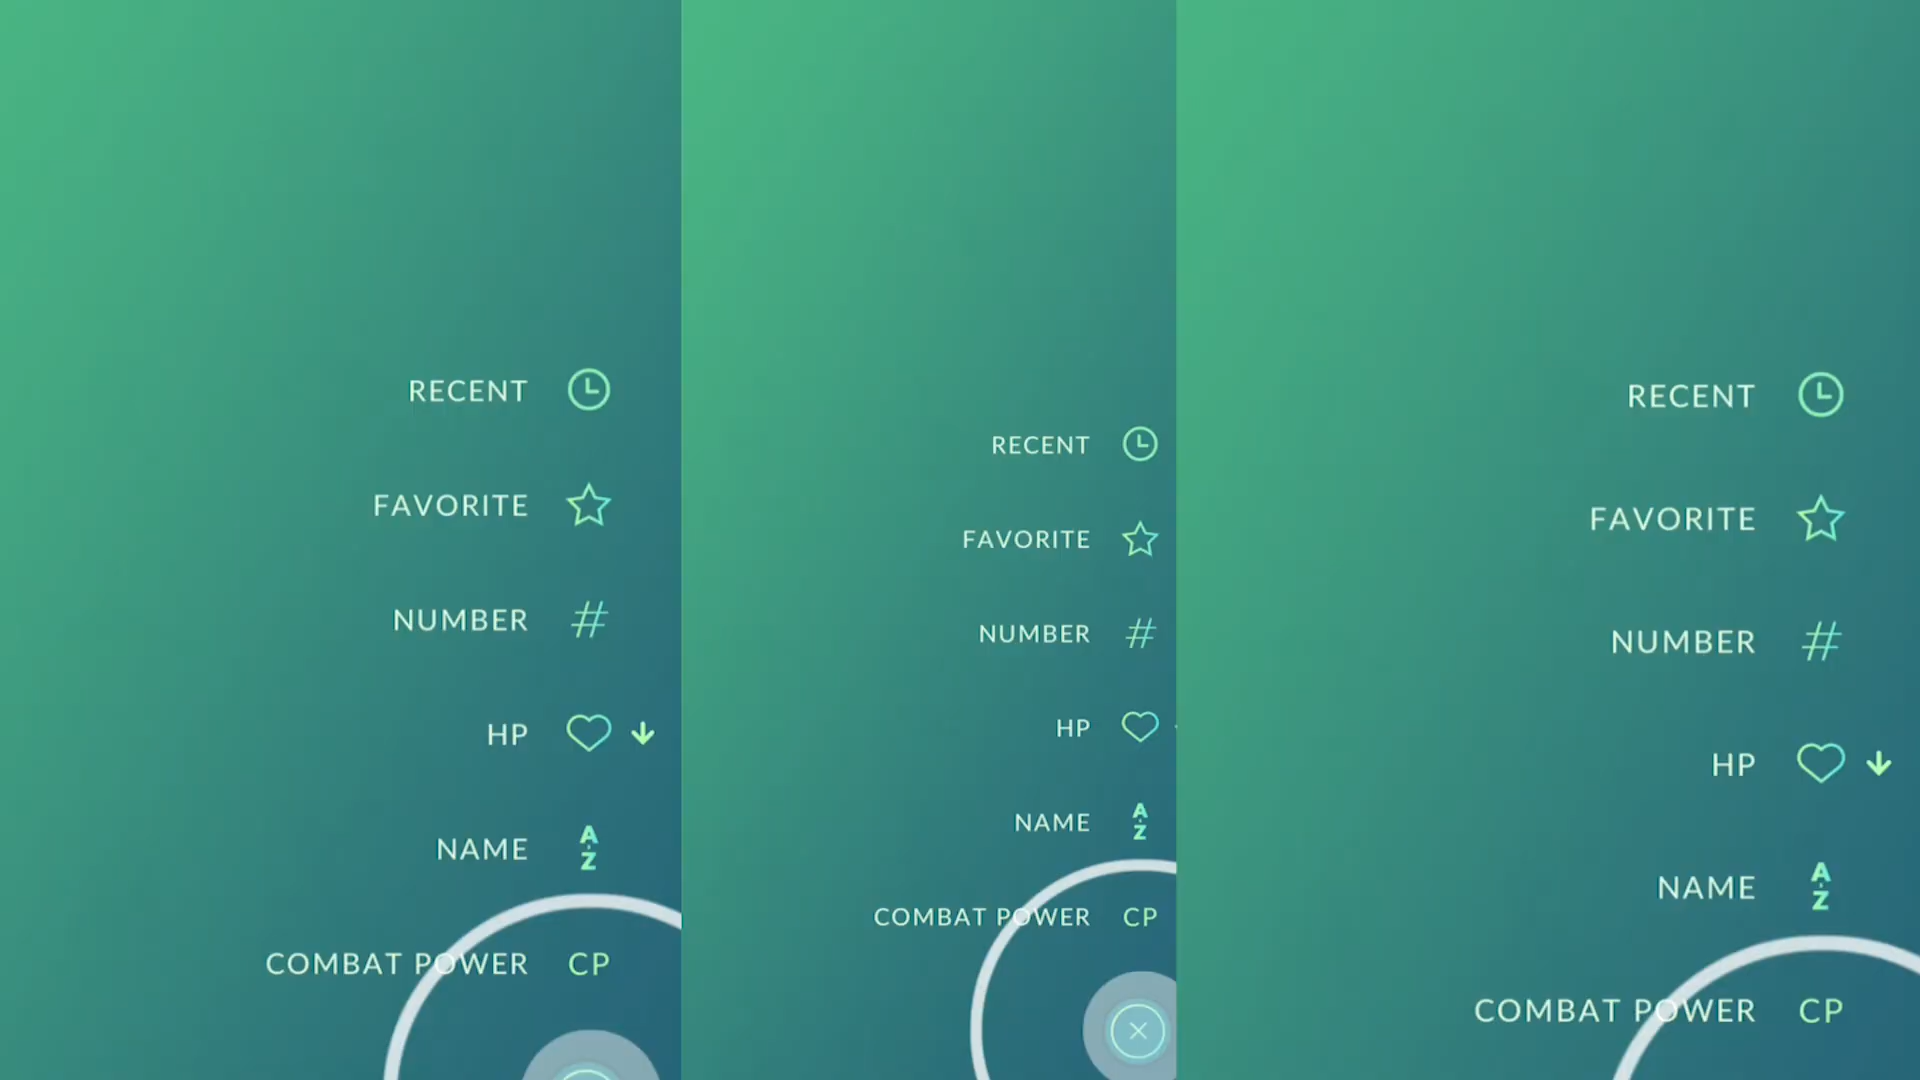 RECENT
FAVORITE
NUMBER
HP
NAME A-Z
COMBAT POWER CP
RECENT
FAVORITE
NUMBER
HP
NAME A-Z
COMBAT POWER CP
RECENT
FAVORITE
NUMBER
HP
NAME A-Z
COMBAT POWER CP